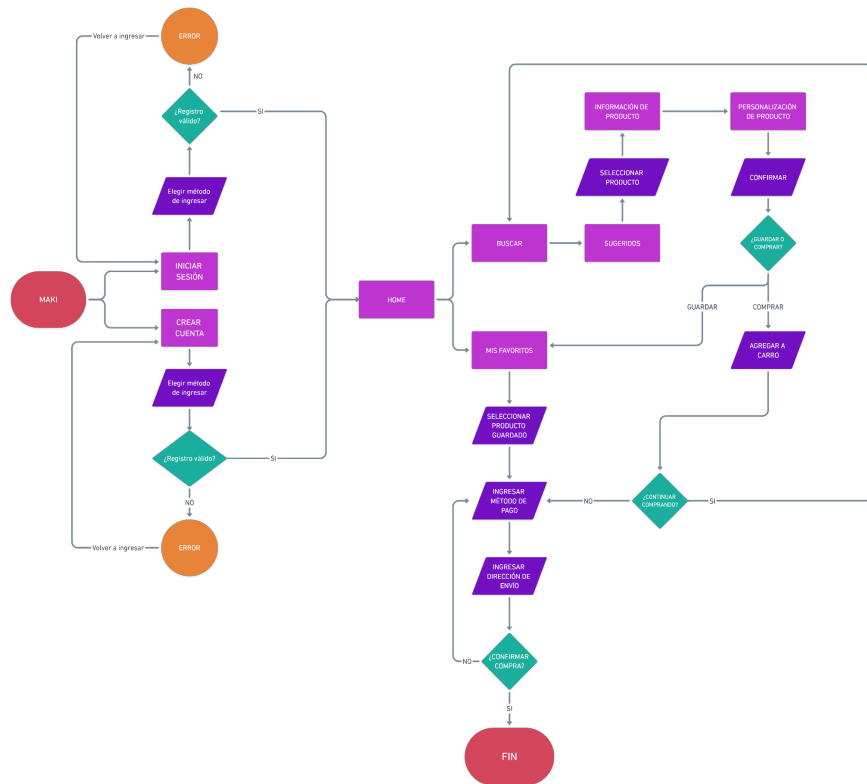 Volver a ingresar
ERROR
NO
¿Registro
válido?
SI
Elegir método
de ingresar
INICIAR
SESIÓN
MAKI
CREAR
CUENTA
Elegir método
de ingresar
¿Registro válido?
SI
NO
Volver a ingresar
ERROR
HOME
INFORMACIÓN DE
PRODUCTO
PERSONALIZACIÓN
DE PRODUCTO
SELECCIONAR
PRODUCTO
CONFIRMAR
BUSCAR
SUGERIDOS
¿GUARDAR O
COMPRAR?
GUARDAR
COMPRAR
MIS FAVORITOS
AGREGAR A
CARRO
SELECCIONAR
PRODUCTO
GUARDADO
INGRESAR
MÉTODO DE
PAGO
NO
¿CONTINUAR
COMPRANDO?
SI
INGRESAR
DIRECCIÓN DE
ENVÍO
NO
¿CONFIRMAR
COMPRA?
SI
FIN